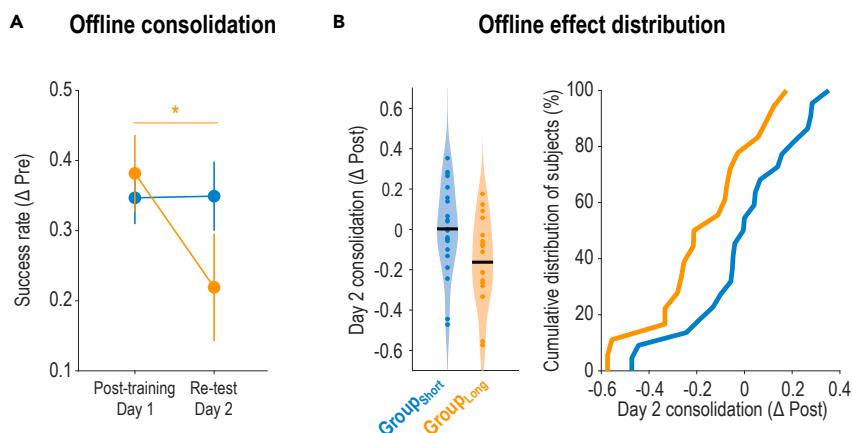 A Offline consolidation
Success rate (Δ Pre)
0.5
0.4
0.3
0.2
0.1
*
Post-training
Day 1
Re-test
Day 2
B Offline effect distribution
Day 2 consolidation (Δ Post)
0.6
0.4
0.2
0
-0.2
-0.4
-0.6
GroupShort
GroupLong
Cumulative distribution of subjects (%)
100
80
60
40
20
0
-0.6 -0.4 -0.2 0 0.2 0.4
Day 2 consolidation (Δ Post)